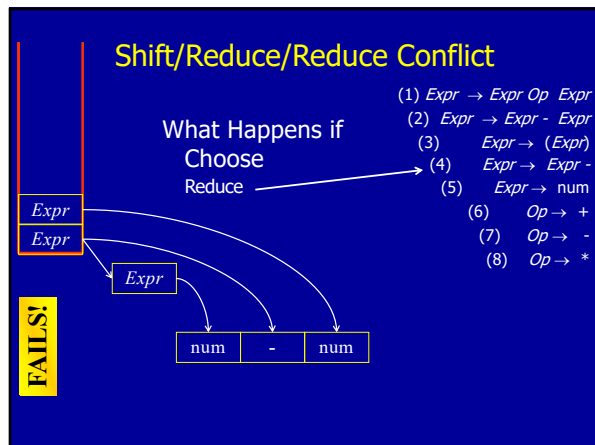 Shift/Reduce/Reduce Conflict
What Happens if
Choose
Reduce
(1) Expr → Expr Op Expr
(2) Expr → Expr - Expr
(3) Expr → (Expr)
(4) Expr → Expr -
(5) Expr → num
(6) Op → +
(7) Op → -
(8) Op → *
Expr
Expr
Expr
num - num
FAILS!